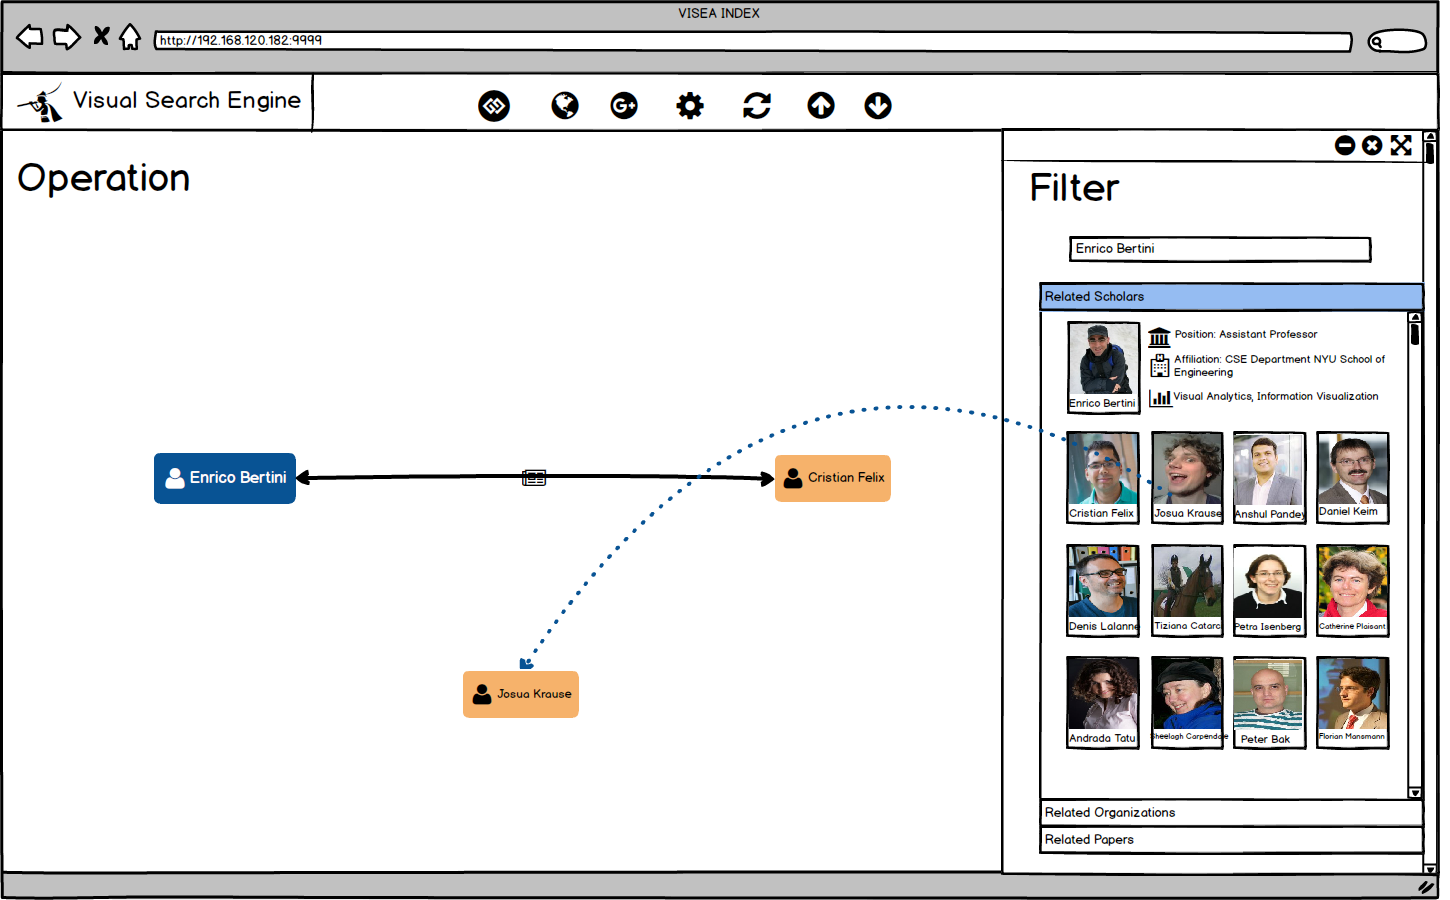 VISEA INDEX
http://192.168.120.182:9999
Visual Search Engine
G+
Operation
Filter
Enrico Bertini
Related Scholars
Position: Assistant Professor
Affiliation: CSE Department NYU School of
Engineering
Visual Analytics, Information Visualization
Enrico Bertini
Cristian Felix
Josua Krause
Anshul Pandey
Daniel Keim
Denis Lalanne
Tiziana Catarc
Petra Isenberg
Catherine Plaisant
Andrada Tatu
Sheelagh Carpendale
Peter Bak
Florian Mansmann
Related Organizations
Related Papers
Enrico Bertini
Cristian Felix
Josua Krause